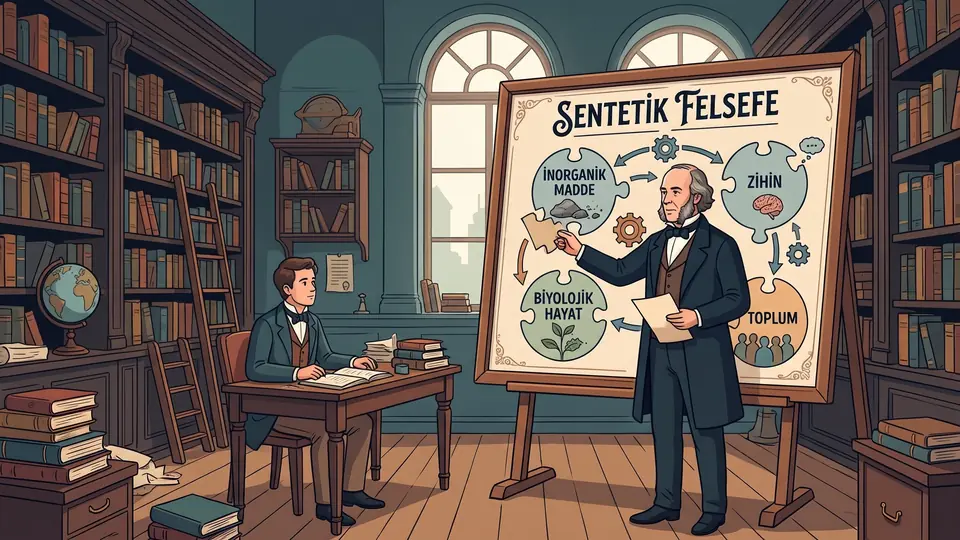 SENTETİK FELSEFE
İNORGANİK
MADDE
ZİHİN
BİYOLOJİK
HAYAT
TOPLUM